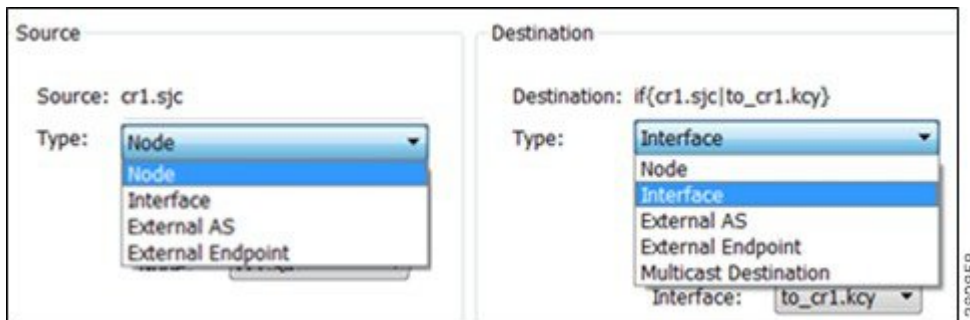 Source
Source: cr1.sjc
Type: Node
Node
Interface
External AS
External Endpoint
Destination
Destination: if{cr1.sjc|to_cr1.kcy}
Type: Interface
Node
Interface
External AS
External Endpoint
Multicast Destination
Interface: to_cr1.kcy